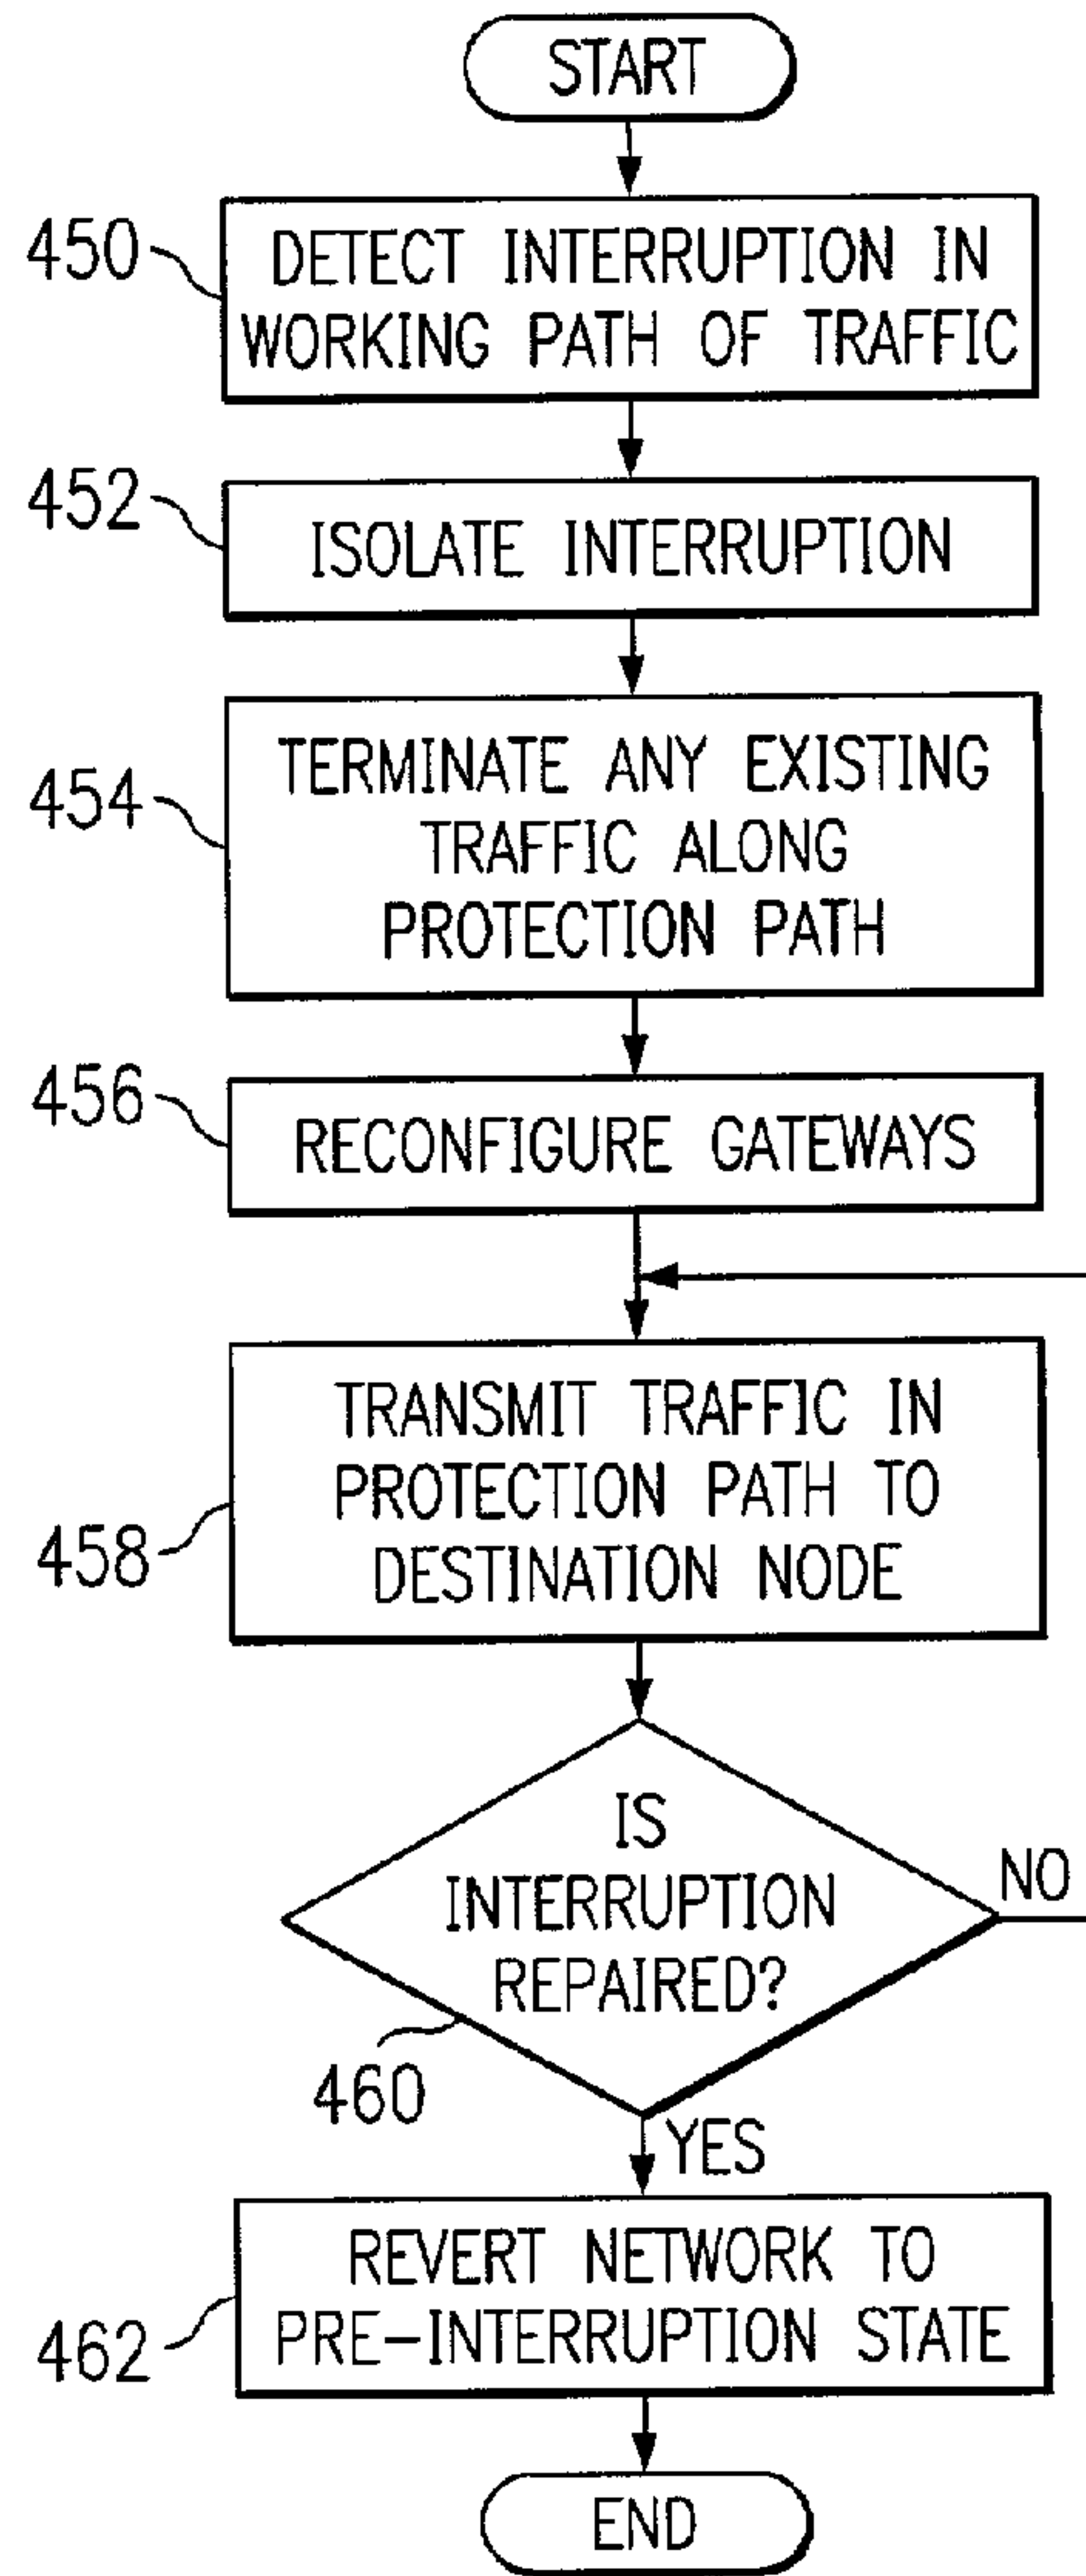 START
450
DETECT INTERRUPTION IN
WORKING PATH OF TRAFFIC
452
ISOLATE INTERRUPTION
454
TERMINATE ANY EXISTING
TRAFFIC ALONG
PROTECTION PATH
456
RECONFIGURE GATEWAYS
458
TRANSMIT TRAFFIC IN
PROTECTION PATH TO
DESTINATION NODE
IS
INTERRUPTION
REPAIRED?
NO
460
YES
462
REVERT NETWORK TO
PRE-INTERRUPTION STATE
END